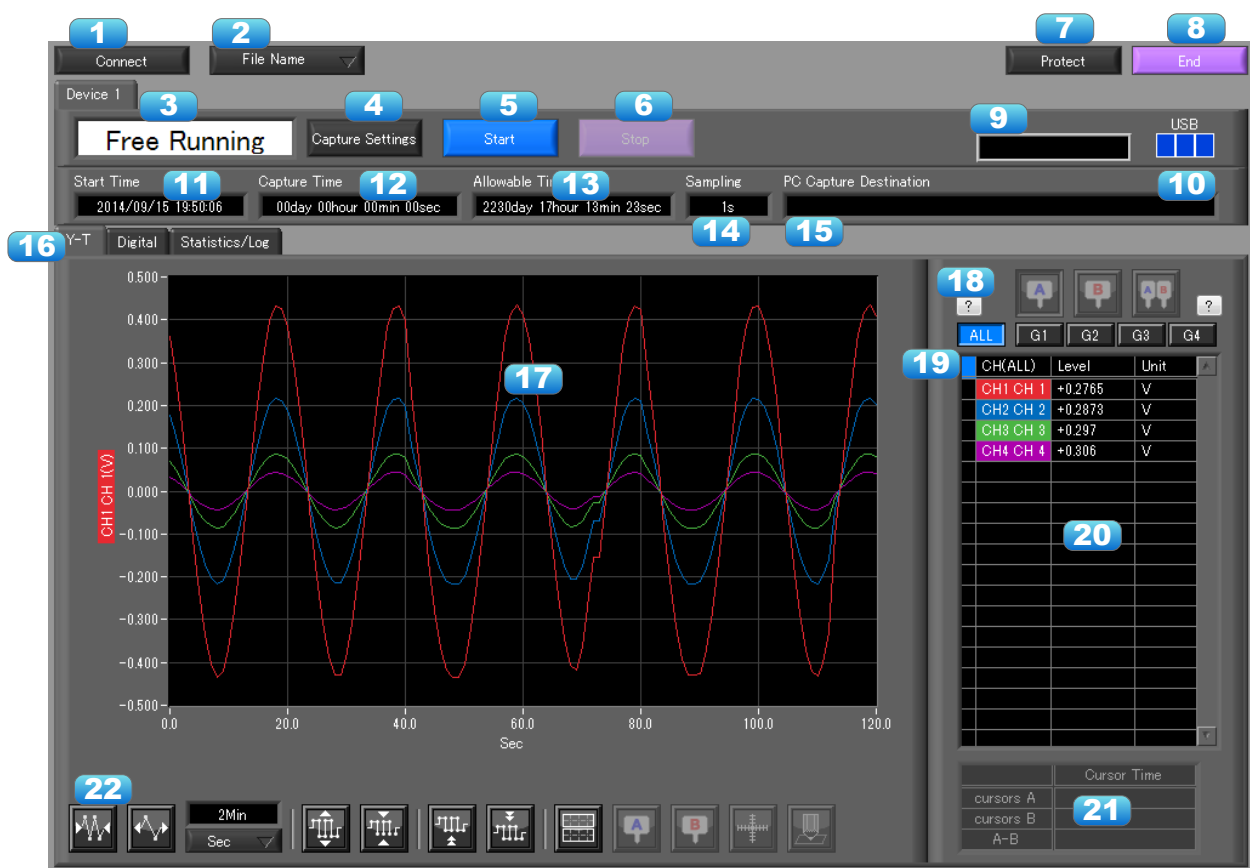 1 2 7 8
Connect File Name Protect End
Device 1
3 4 5 6 9 USB
Free Running Capture Settings Start Stop
Start Time 11 Capture Time 12 Allowable Ti 13 Sampling PC Capture Destination 10
2014/09/15 19:50:06 00day 00hour 00min 00sec 2230day 17hour 13min 23sec 1s
14 15
16 Y-T Digital Statistics/Log
0.500
0.400
0.300
0.200
0.100
0.000
-0.100
-0.200
-0.300
-0.400
-0.500
CH1 CH 1(V)
17
0.0 20.0 40.0 60.0 80.0 100.0 120.0
Sec
18 A B A B
? ?
ALL G1 G2 G3 G4
19 CH(ALL) Level Unit
CH1 CH 1 +0.2765 V
CH2 CH 2 +0.2873 V
CH3 CH 3 +0.297 V
CH4 CH 4 +0.306 V
20
Cursor Time
cursors A
cursors B
A-B
21
22
2Min
Sec
A B